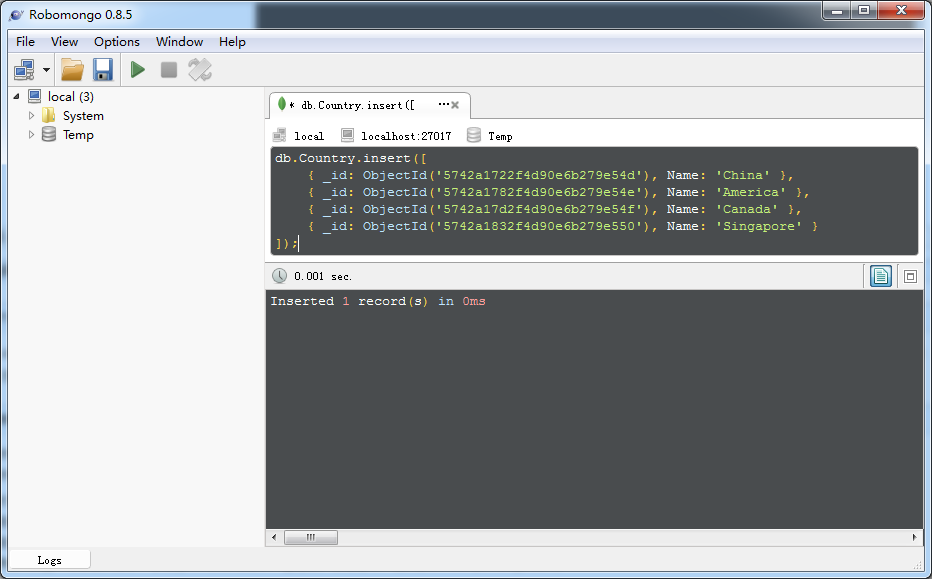 Robomongo 0.8.5
File View Options Window Help
local (3)
System
Temp
* db.Country.insert([ ...
local localhost:27017 Temp
db.Country.insert([
{ _id: ObjectId('5742a1722f4d90e6b279e54d'), Name: 'China' },
{ _id: ObjectId('5742a1782f4d90e6b279e54e'), Name: 'America' },
{ _id: ObjectId('5742a17d2f4d90e6b279e54f'), Name: 'Canada' },
{ _id: ObjectId('5742a1832f4d90e6b279e550'), Name: 'Singapore' }
]);
0.001 sec.
Inserted 1 record(s) in 0ms
Logs